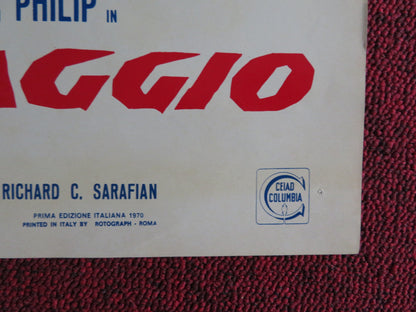 PHILIP IN
AGGIO
RICHARD C. SARAFIAN
PRIMA EDIZIONE ITALIANA 1970
PRINTED IN ITALY BY ROTOGRAPH - ROMA
CEIAD
COLUMBIA